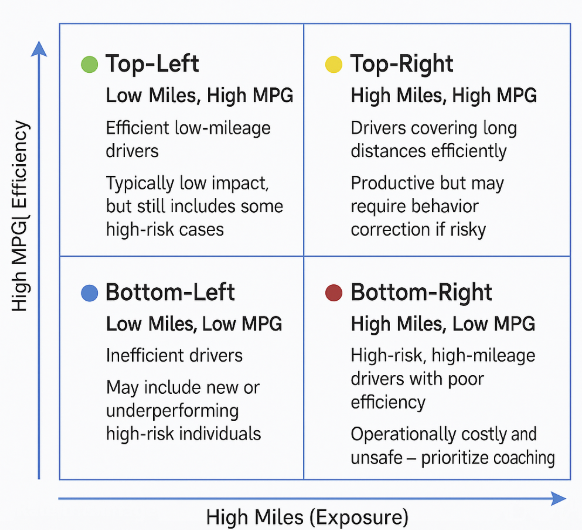 High MPG( Efficiency
Top-Left
Low Miles, High MPG
Efficient low-mileage
drivers
Typically low impact,
but still includes some
high-risk cases
Top-Right
High Miles, High MPG
Drivers covering long
distances efficiently
Productive but may
require behavior
correction if risky
Bottom-Left
Low Miles, Low MPG
Inefficient drivers
May include new or
underperforming
high-risk individuals
Bottom-Right
High Miles, Low MPG
High-risk, high-mileage
drivers with poor
efficiency
Operationally costly and
unsafe – prioritize coaching
High Miles (Exposure)